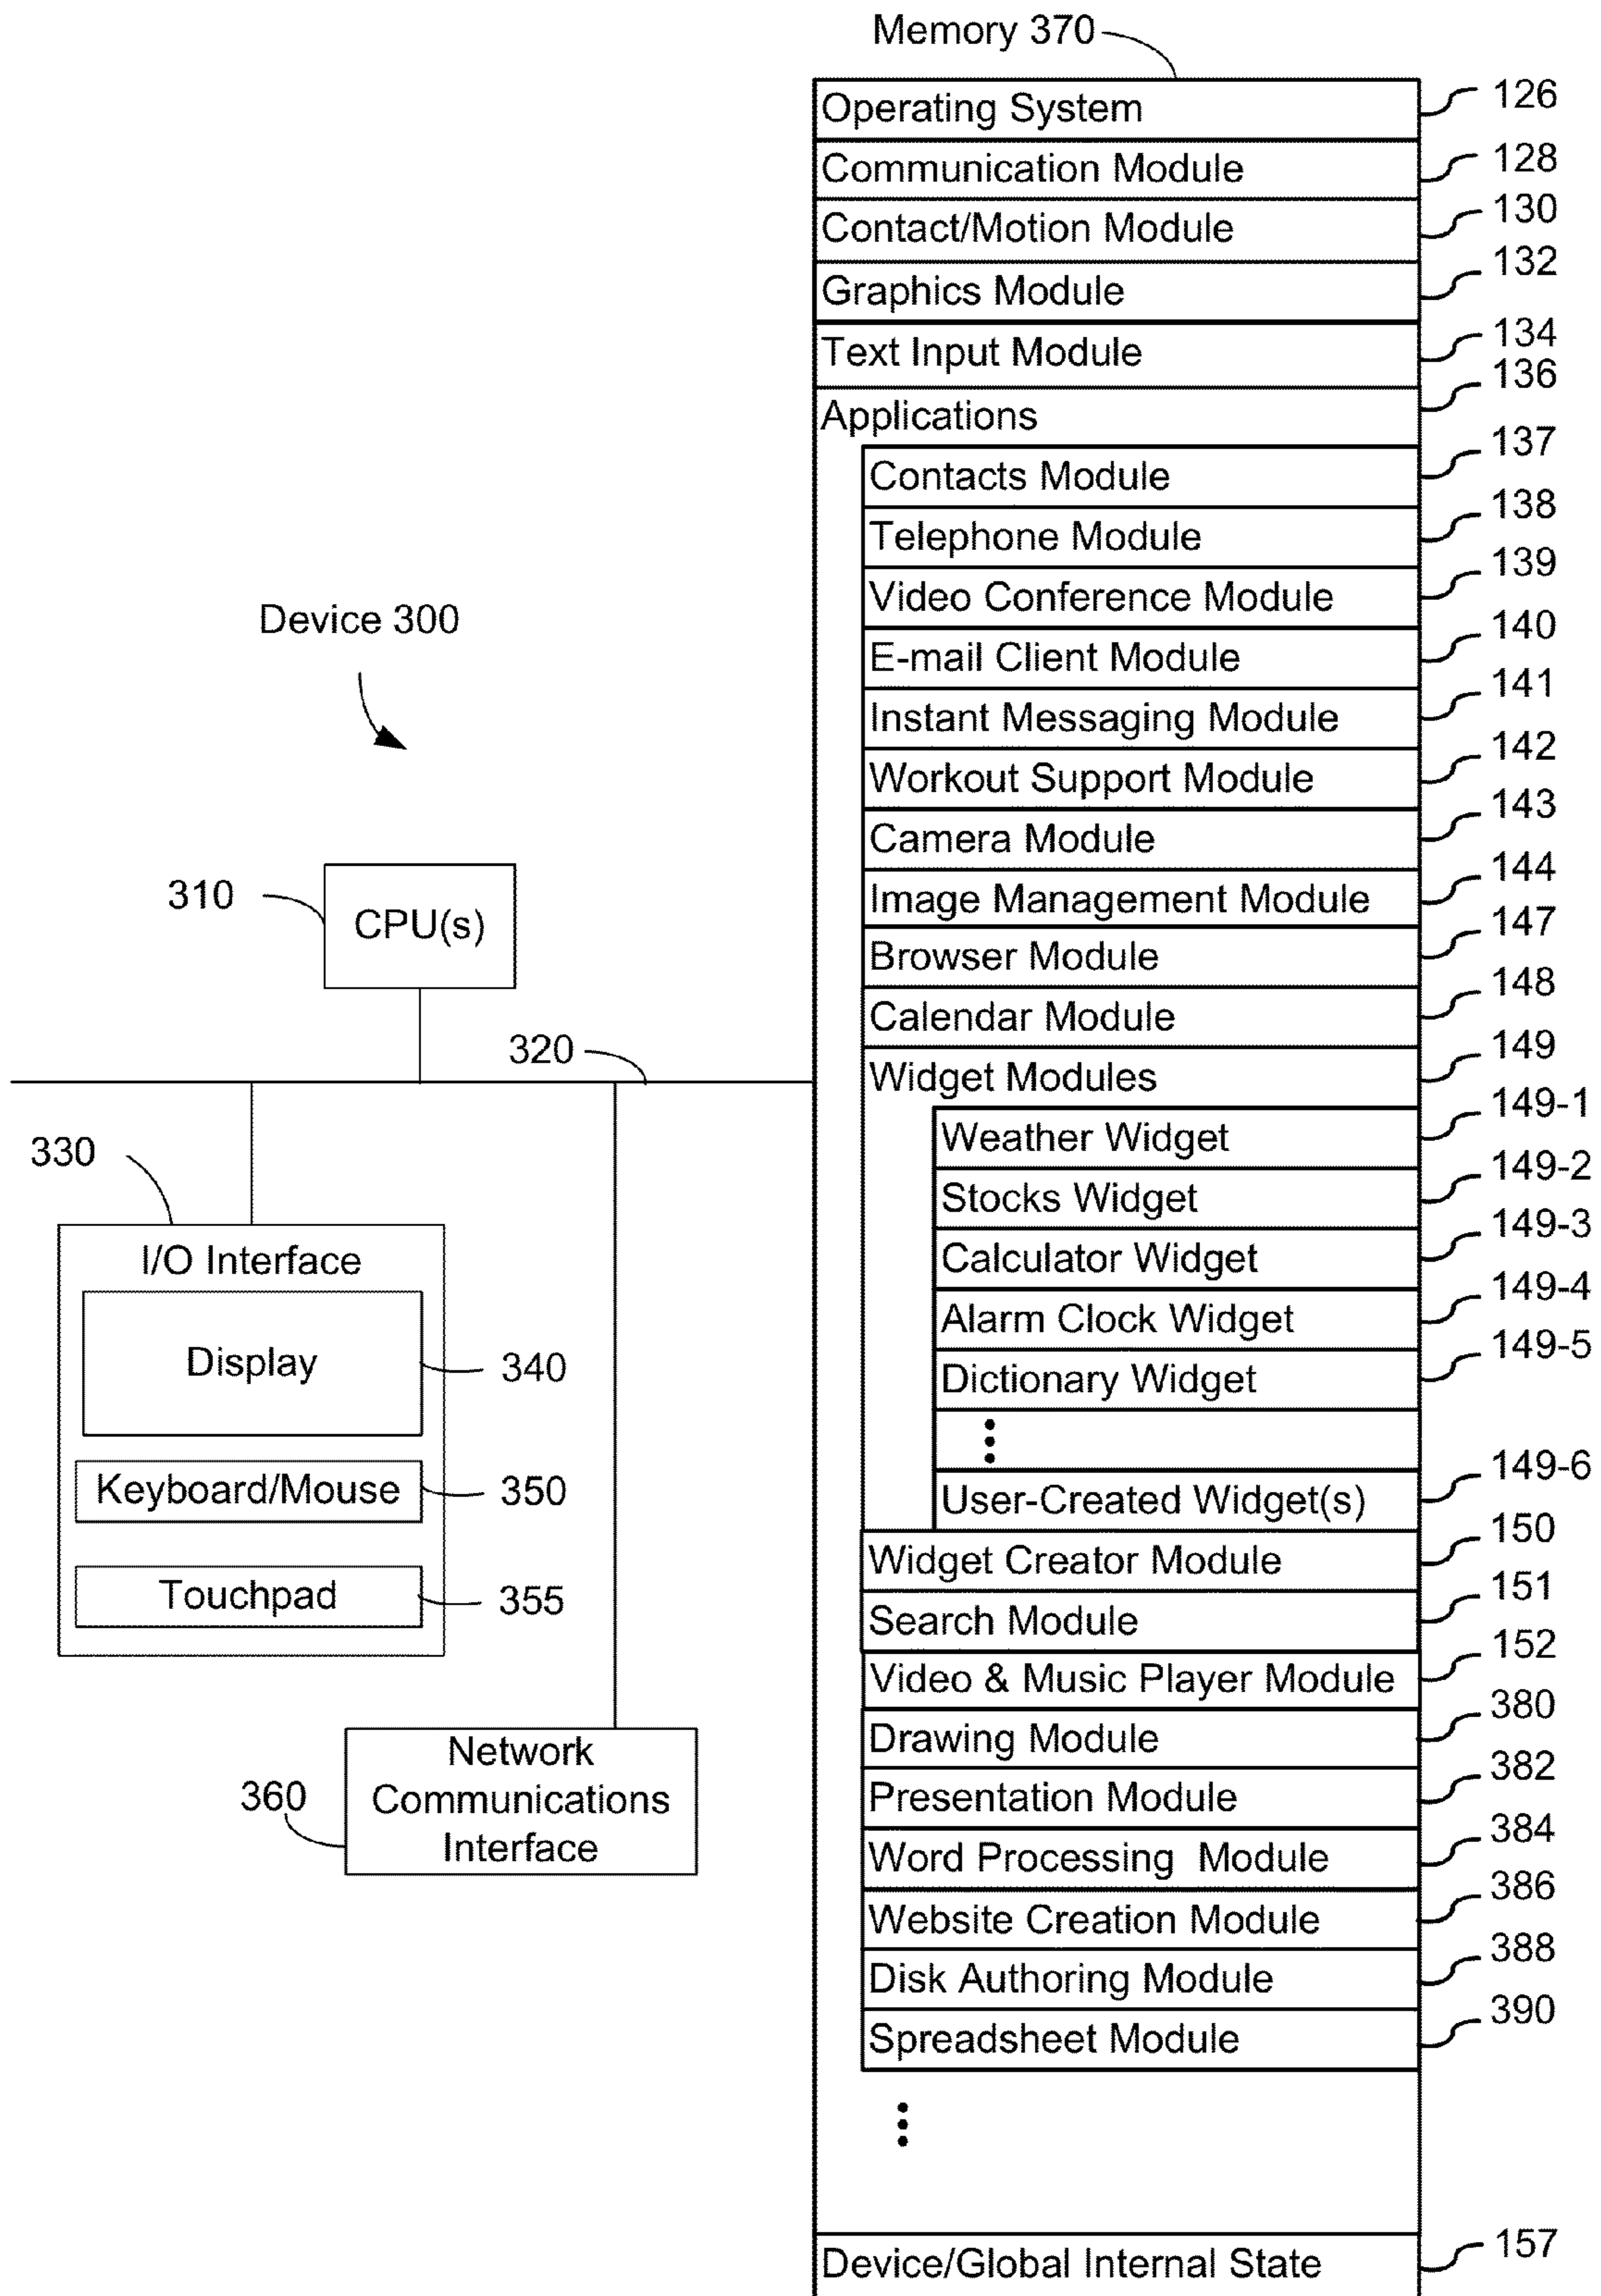 Memory 370
Operating System 126
Communication Module 128
Contact/Motion Module 130
Graphics Module 132
Text Input Module 134
Applications 136
Contacts Module 137
Telephone Module 138
Video Conference Module 139
E-mail Client Module 140
Instant Messaging Module 141
Workout Support Module 142
Camera Module 143
Image Management Module 144
Browser Module 147
Calendar Module 148
Widget Modules 149
Weather Widget 149-1
Stocks Widget 149-2
Calculator Widget 149-3
Alarm Clock Widget 149-4
Dictionary Widget 149-5
User-Created Widget(s) 149-6
Widget Creator Module 150
Search Module 151
Video & Music Player Module 152
Drawing Module 380
Presentation Module 382
Word Processing Module 384
Website Creation Module 386
Disk Authoring Module 388
Spreadsheet Module 390
Device/Global Internal State 157
Device 300
310
CPU(s)
320
330
I/O Interface
Display 340
Keyboard/Mouse 350
Touchpad 355
360
Network
Communications
Interface